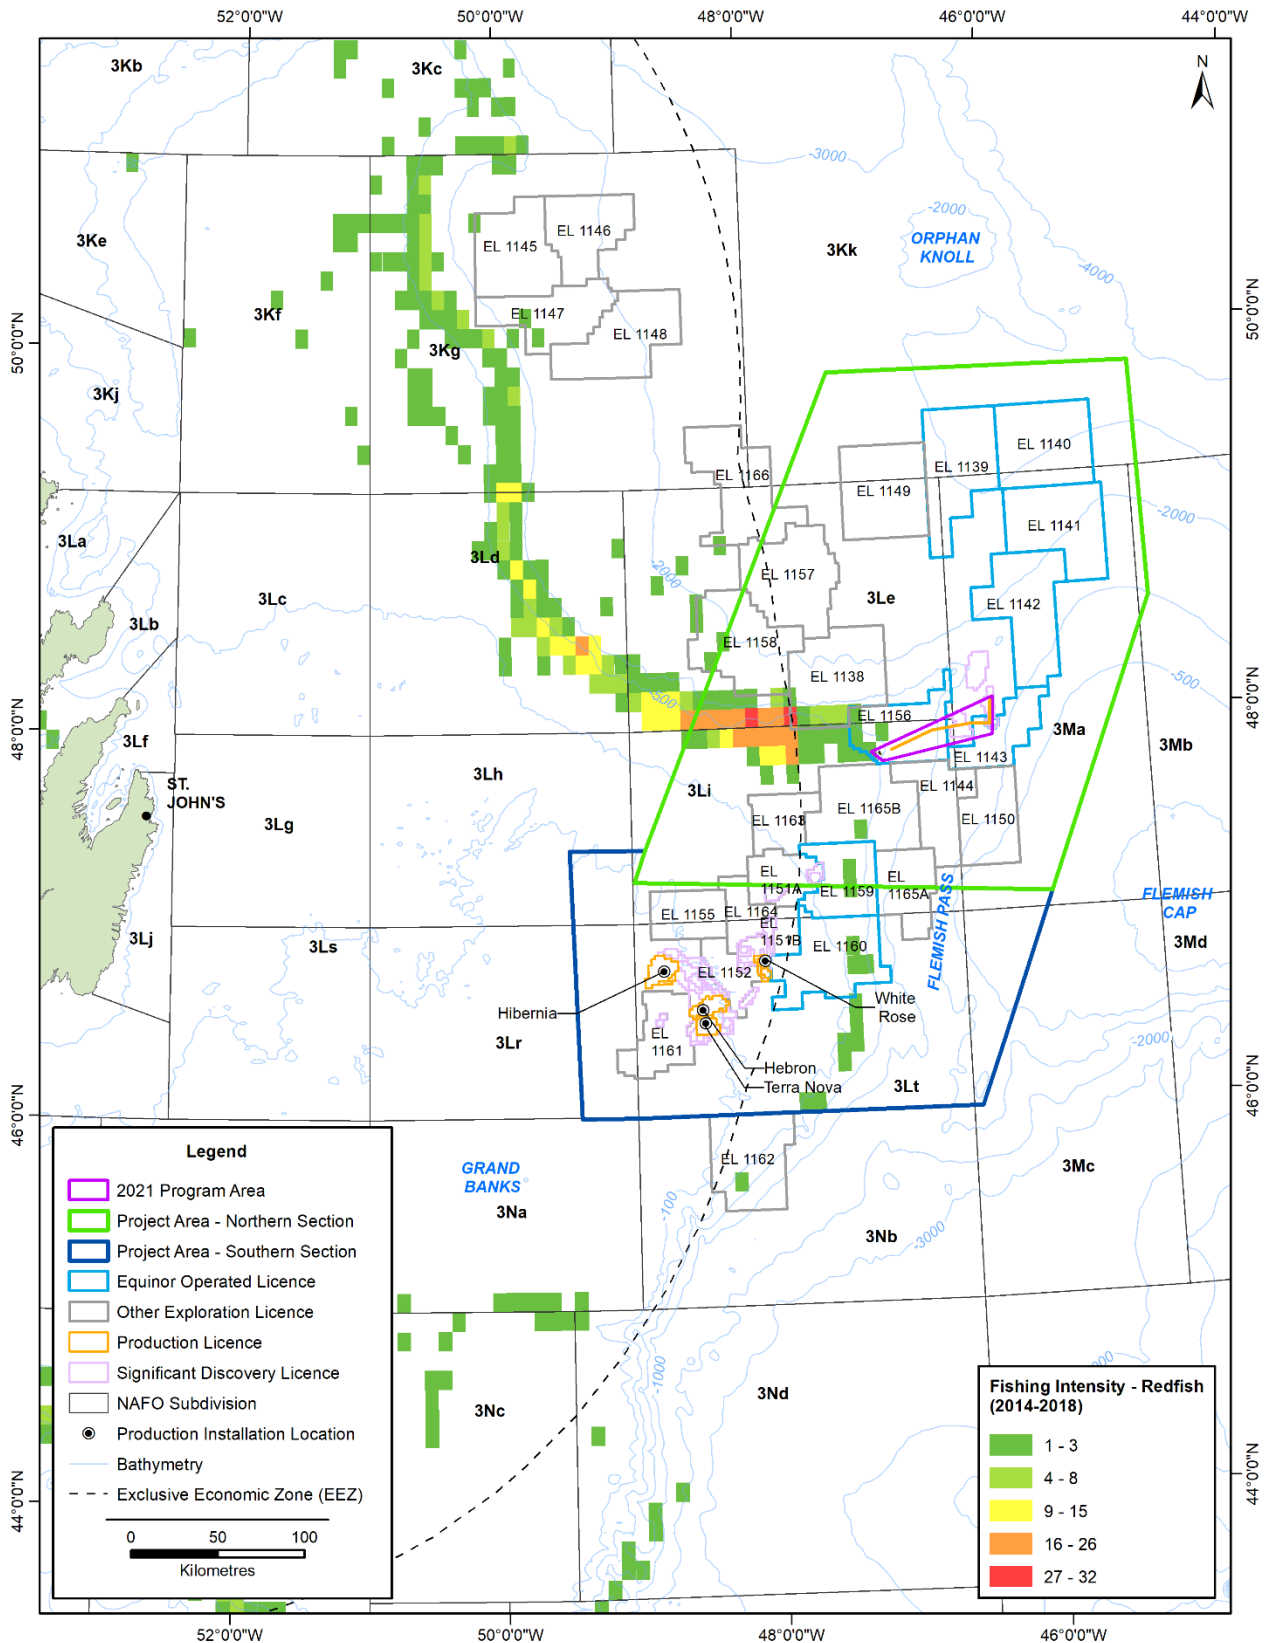 52°0'0"W
50°0'0"W
48°0'0"W
46°0'0"W
44°0'0"W
3Kb
3Kc
N
-3000
-2000
3Ke
ORPHAN
KNOLL
3Kk
-4000
EL 1146
EL 1145
50°0'0"N
50°0'0"N
3Kf
EL 1147
EL 1148
3Kg
3Kj
EL 1140
EL 1139
EL 1166
EL 1149
-2000
EL 1141
3La
3Ld
-2000
EL 1157
3Lc
3Le
EL 1142
3Lb
EL 1158
EL 1138
-500
-500
EL 1156
48°0'0"N
48°0'0"N
3Lf
3Ma
3Mb
EL 1143
3Lh
ST.
JOHN'S
3Li
EL 1144
EL 1165B
3Lg
EL 1163
EL 1150
EL
1151A
EL 1159
EL
1165A
FLEMISH PASS
FLEMISH
CAP
EL 1155
EL 1164
EL
1151B
3Lj
3Ls
EL 1160
3Md
EL 1152
White
Rose
Hibernia
EL
1161
3Lr
-2000
Hebron
Terra Nova
3Lt
46°0'0"N
46°0'0"N
EL 1162
3Mc
GRAND
BANKS
3Na
-100
3Nb
-3000
-1000
3Nd
3Nc
44°0'0"N
44°0'0"N
Legend
2021 Program Area
Project Area - Northern Section
Project Area - Southern Section
Equinor Operated Licence
Other Exploration Licence
Production Licence
Significant Discovery Licence
NAFO Subdivision
Production Installation Location
Bathymetry
Exclusive Economic Zone (EEZ)
0 50 100
Kilometres
Fishing Intensity - Redfish
(2014-2018)
1 - 3
4 - 8
9 - 15
16 - 26
27 - 32
52°0'0"W
50°0'0"W
48°0'0"W
46°0'0"W